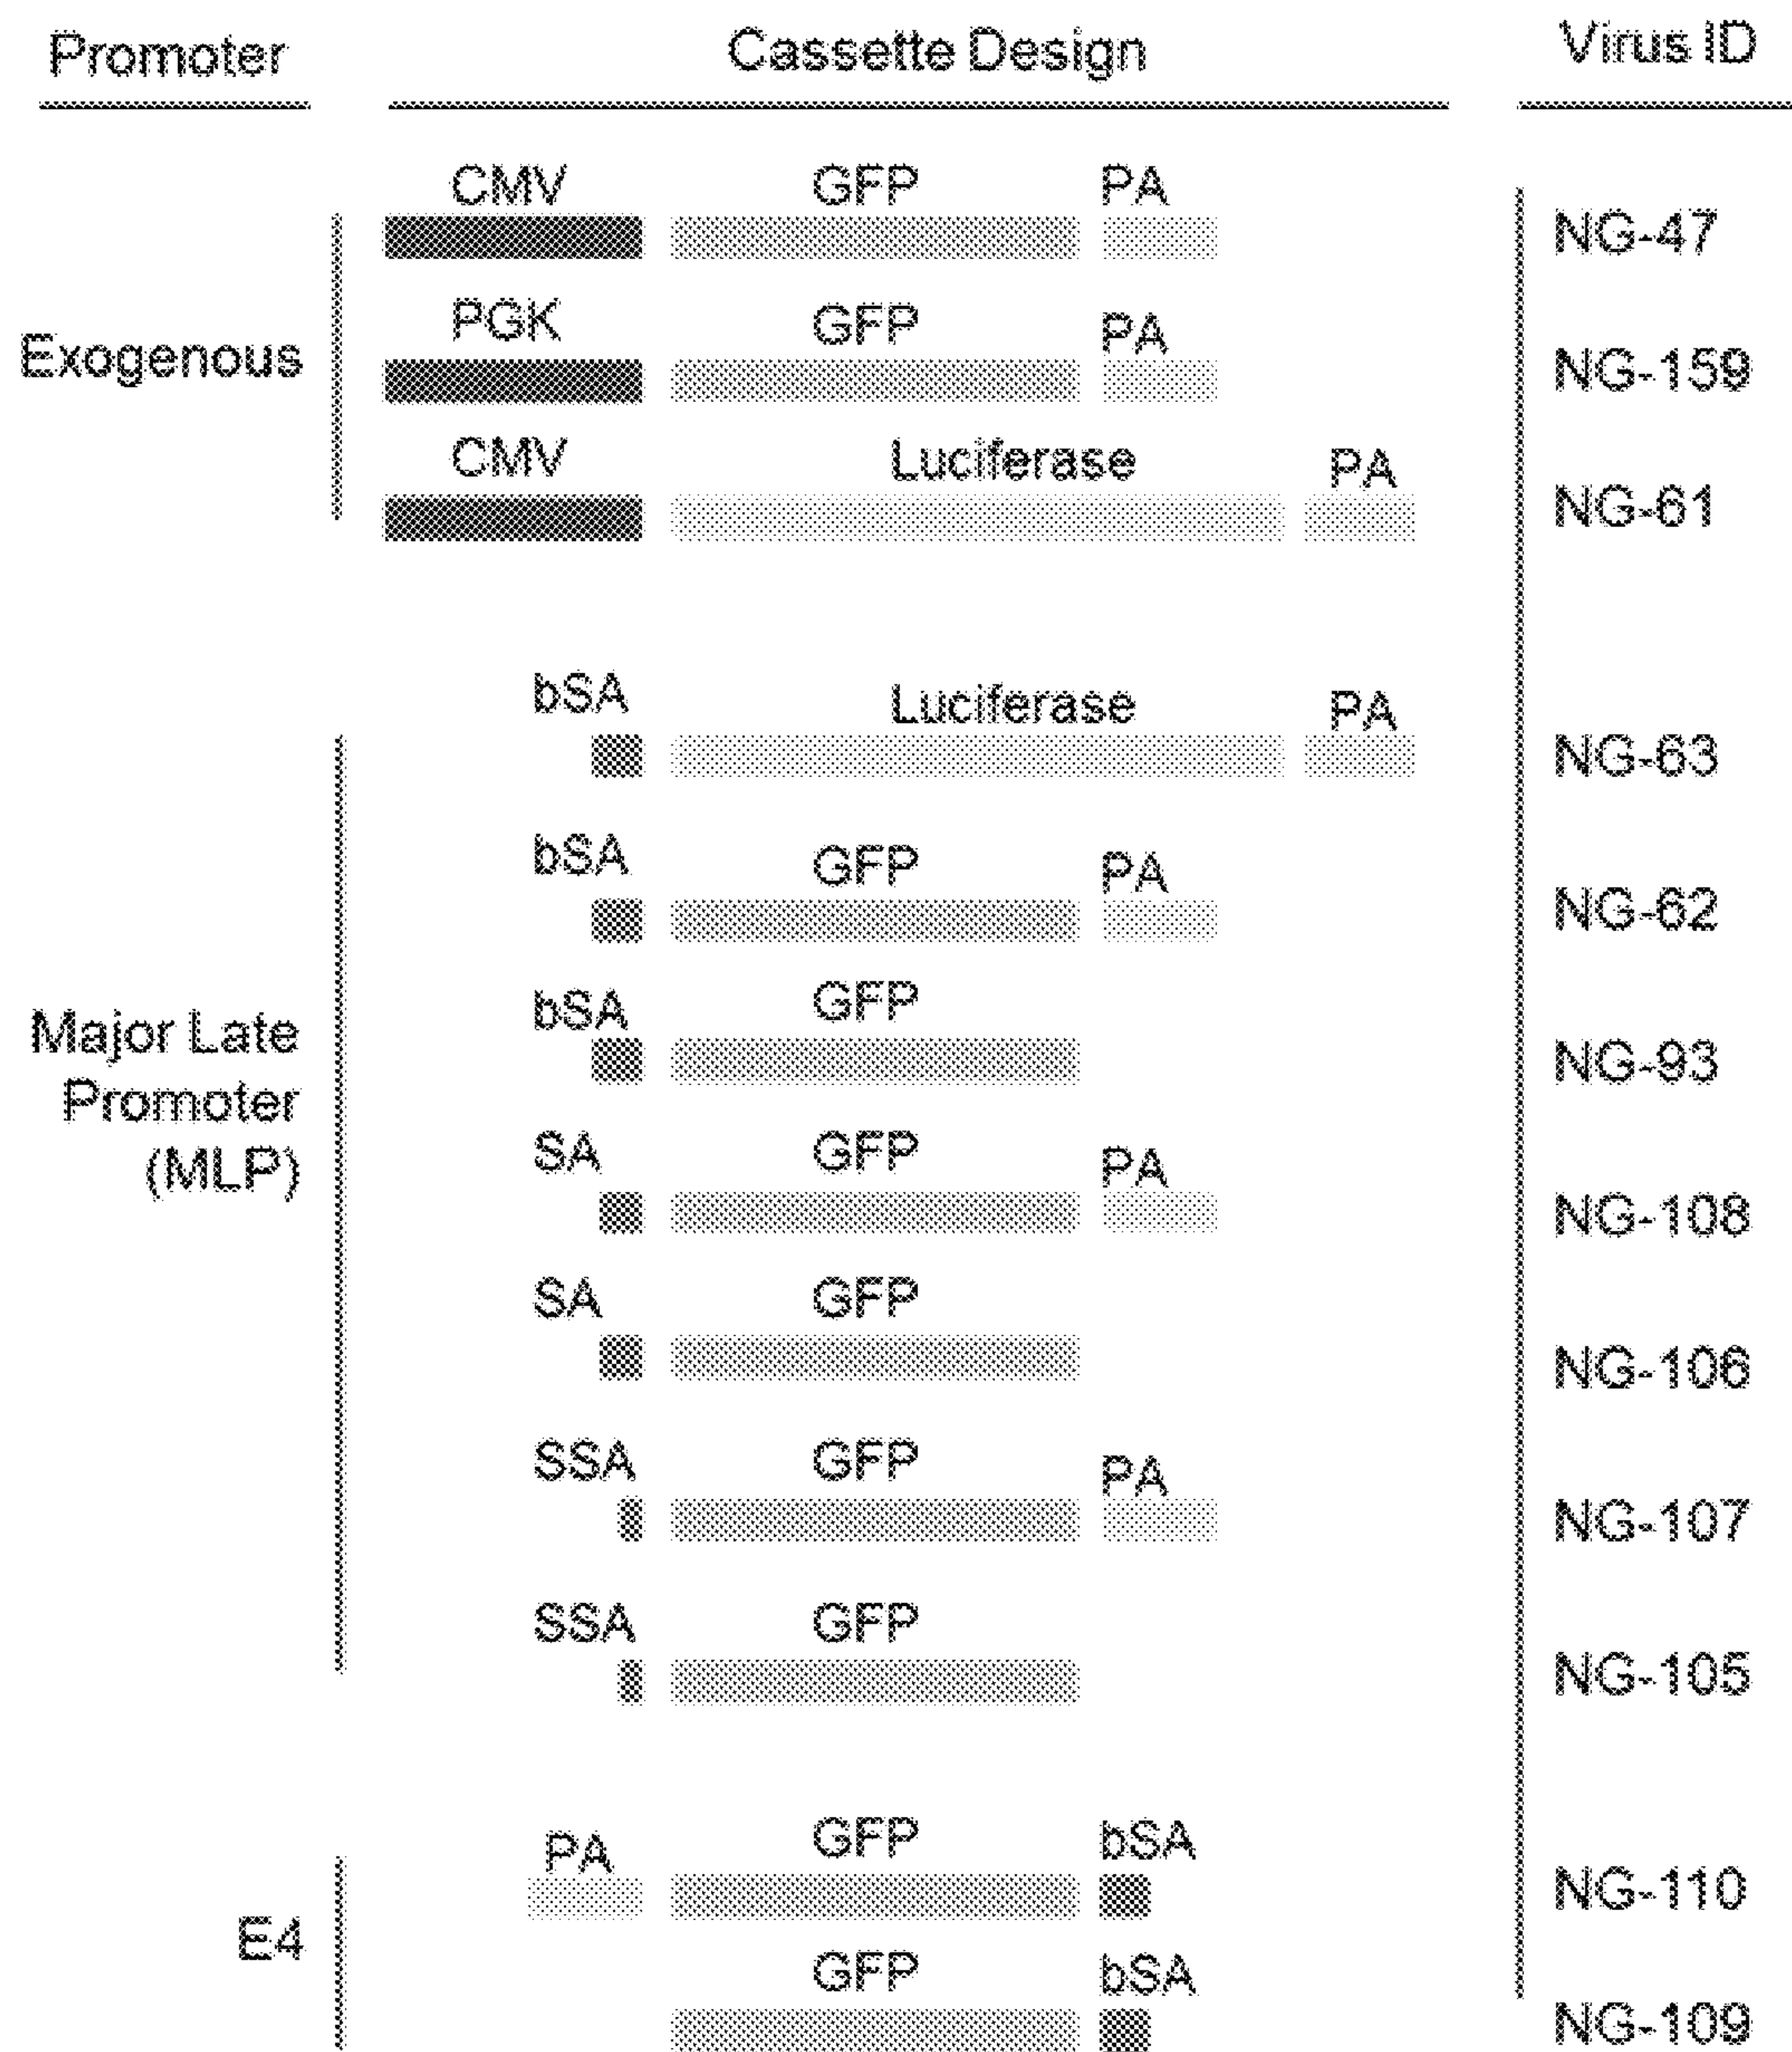 Promoter Cassette Design Virus ID
CMV GFP PA
NG-47
PGK GFP PA
Exogenous NG-159
CMV Luciferase PA
NG-61
bSA Luciferase PA
NG-63
bSA GFP PA
NG-62
bSA GFP
Major Late
NG-93
Promoter
(MLP)
SA GFP PA
NG-108
SA GFP
NG-106
SSA GFP PA
NG-107
SSA GFP
NG-105
PA GFP bSA
NG-110
E4
GFP bSA
NG-109